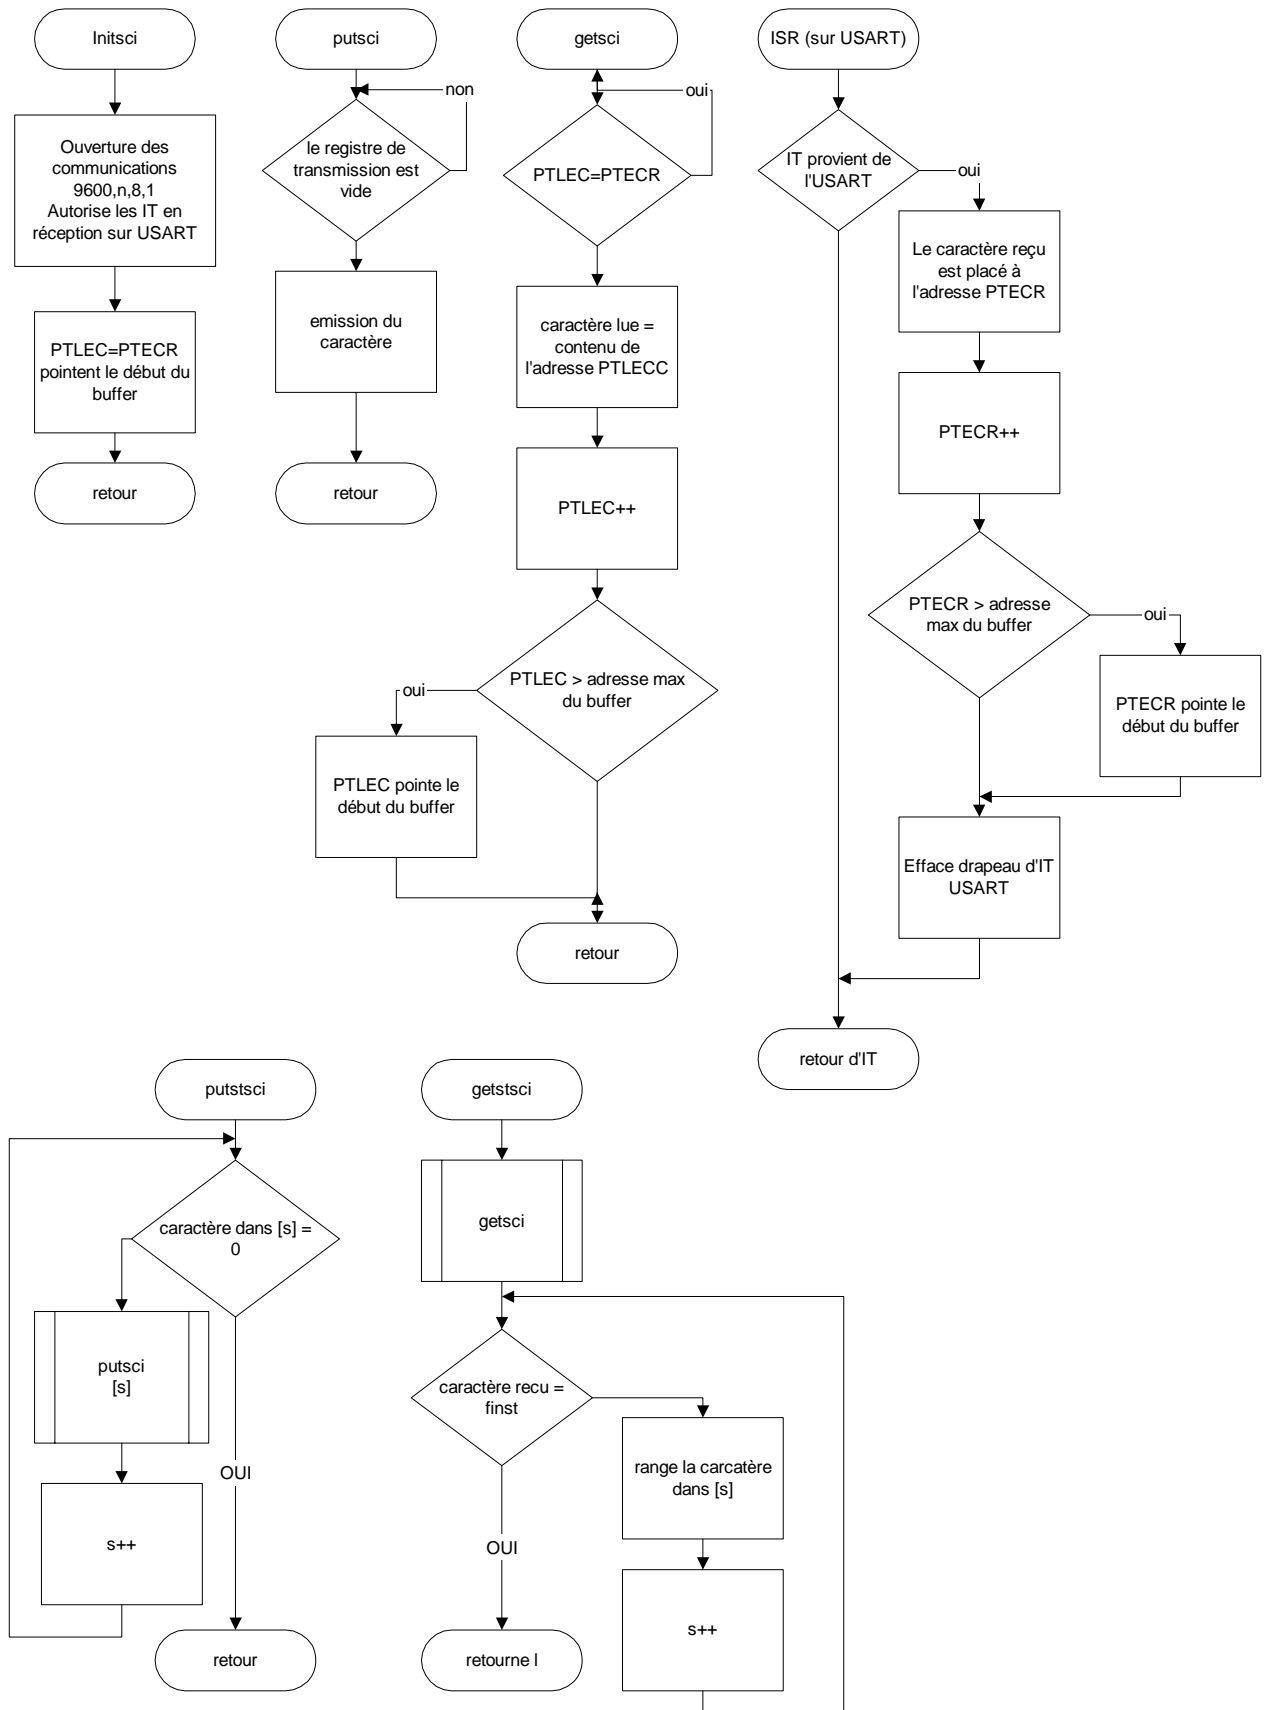 Initsci
Ouverture des
communications
9600,n,8,1
Autorise les IT en
réception sur USART
PTLEC=PTECR
pointent le début du
buffer
retour
putsci
non
le registre de
transmission est
vide
emission du
caractère
retour
getsci
oui
PTLEC=PTECR
caractère lue =
contenu de
l'adresse PTLECC
PTLEC++
PTLEC > adresse max
du buffer
oui
PTLEC pointe le
début du buffer
retour
ISR (sur USART)
IT provient de
l'USART
oui
Le caractère reçu
est placé à
l'adresse PTECR
PTECR++
PTECR > adresse
max du buffer
oui
PTECR pointe le
début du buffer
Efface drapeau d'IT
USART
retour d'IT
putstsci
caractère dans [s] =
0
putsci
[s]
s++
OUI
retour
getstsci
getsci
caractère recu =
finst
range la carcatère
dans [s]
s++
OUI
retourne l